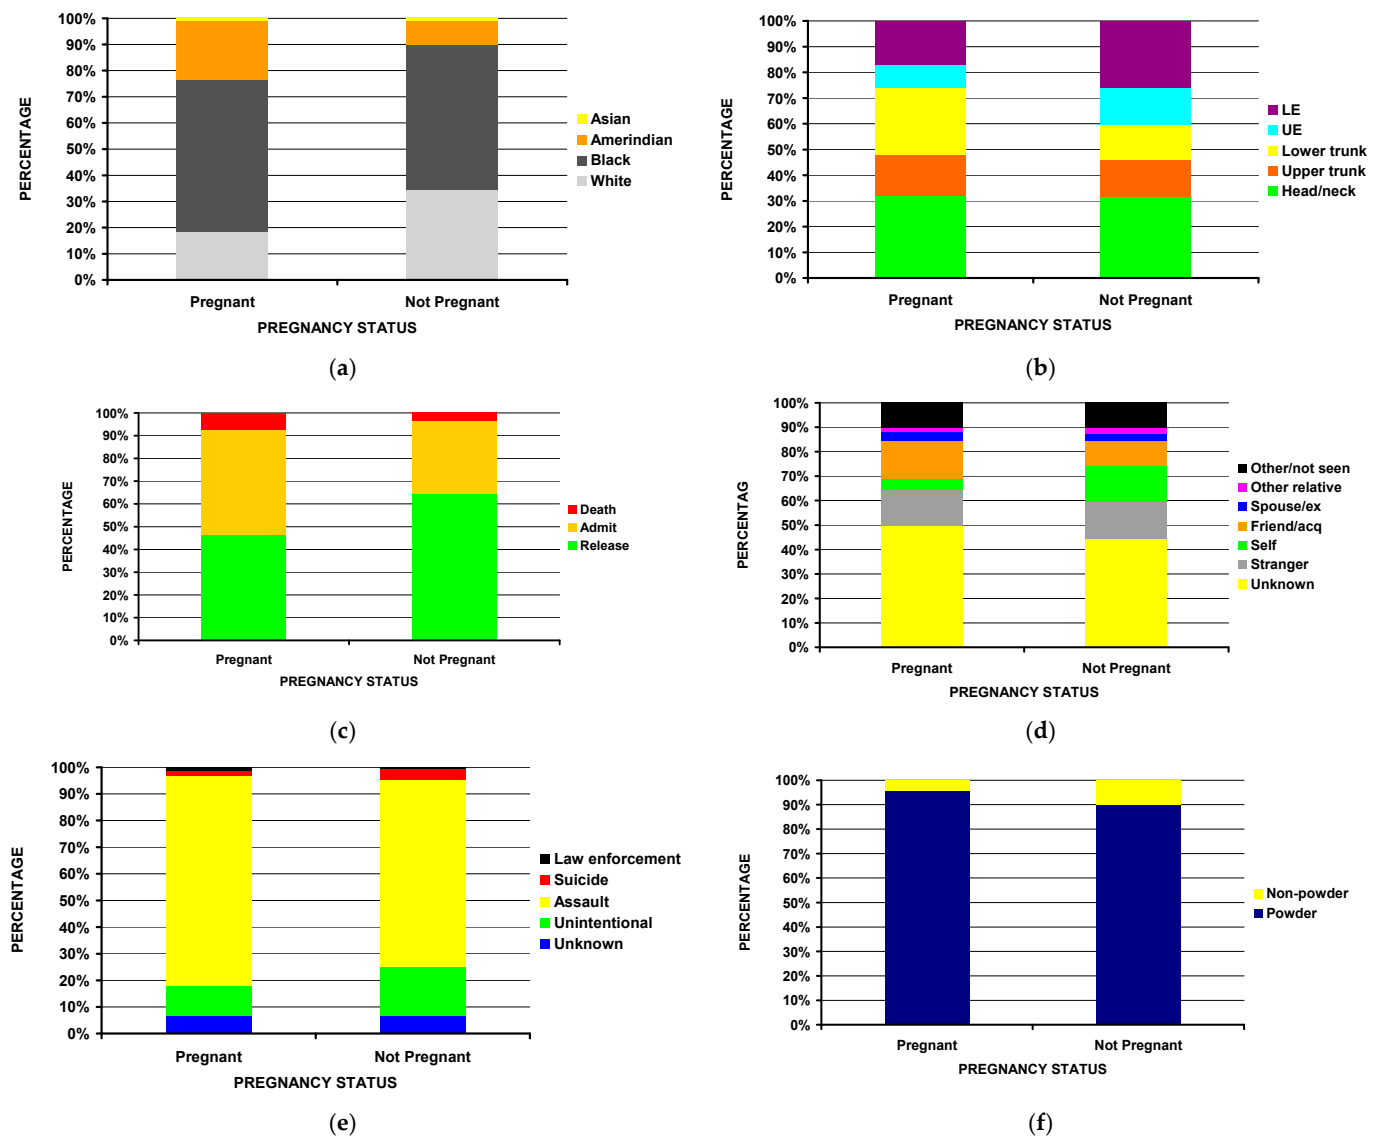 100%
90%
80%
70%
60%
50%
40%
30%
20%
10%
0%
PERCENTAGE
Pregnant Not Pregnant
PREGNANCY STATUS
Asian
Amerindian
Black
White
(a)
100%
90%
80%
70%
60%
50%
40%
30%
20%
10%
0%
PERCENTAGE
Pregnant Not Pregnant
PREGNANCY STATUS
LE
UE
Lower trunk
Upper trunk
Head/neck
(b)
100%
90%
80%
70%
60%
50%
40%
30%
20%
10%
0%
PERCENTAGE
Pregnant Not Pregnant
PREGNANCY STATUS
Death
Admit
Release
(c)
100%
90%
80%
70%
60%
50%
40%
30%
20%
10%
0%
PERCENTAG
Pregnant Not Pregnant
PREGNANCY STATUS
Other/not seen
Other relative
Spouse/ex
Friend/acq
Self
Stranger
Unknown
(d)
100%
90%
80%
70%
60%
50%
40%
30%
20%
10%
0%
PERCENTAGE
Pregnant Not Pregnant
PREGNANCY STATUS
Law enforcement
Suicide
Assault
Unintentional
Unknown
(e)
100%
90%
80%
70%
60%
50%
40%
30%
20%
10%
0%
PERCENTAGE
Pregnant Not Pregnant
PREGNANCY STATUS
Non-powder
Powder
(f)